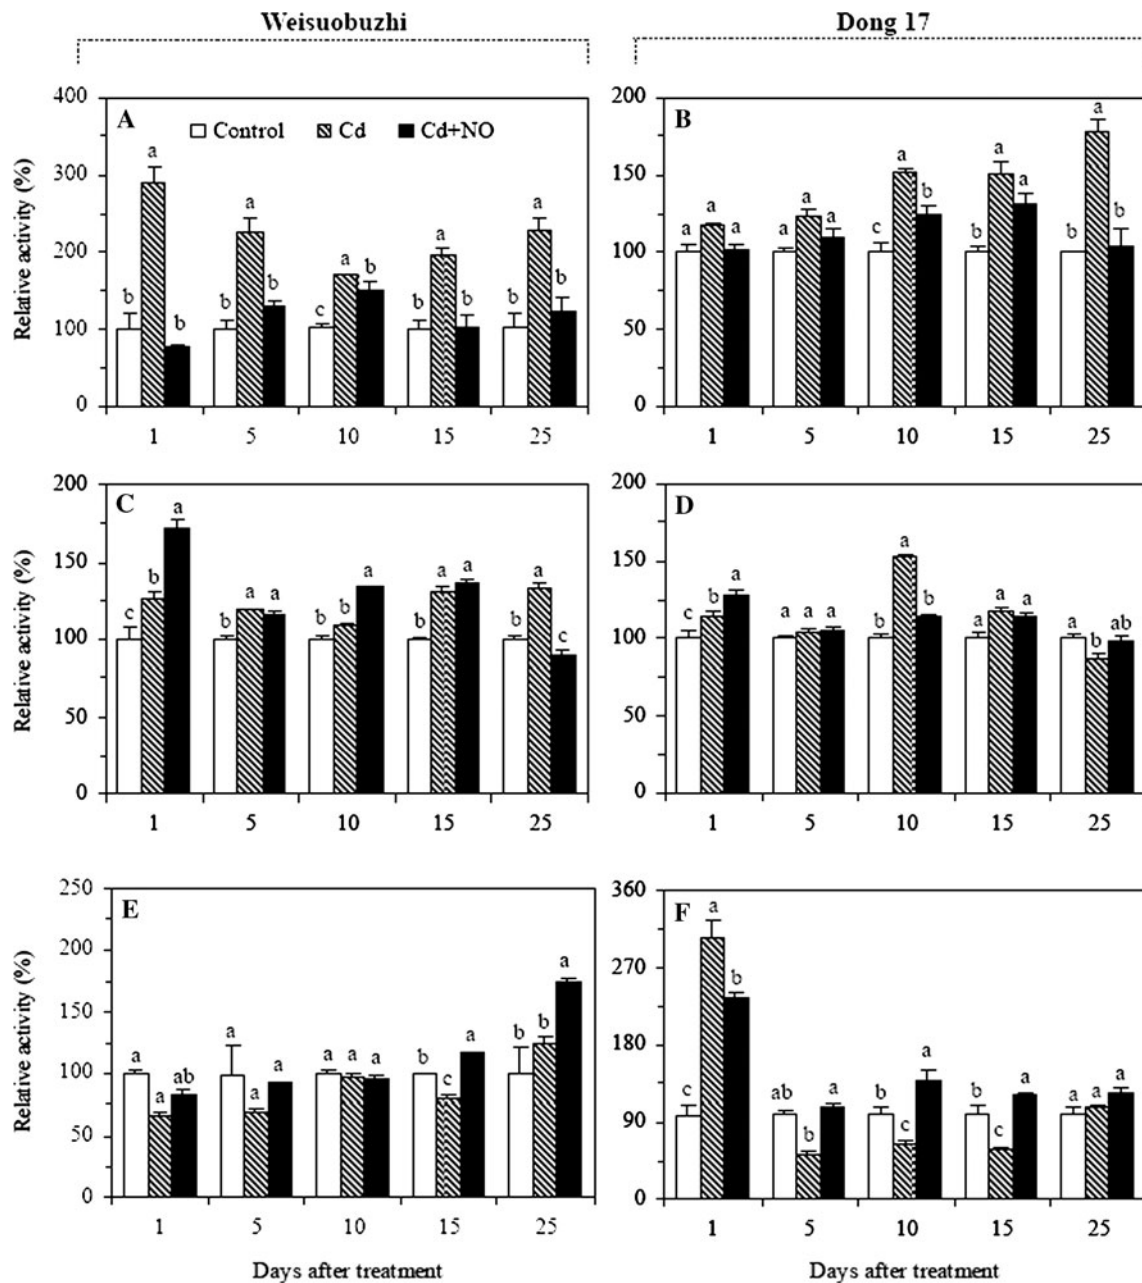 Weisuobuzhi Dong 17
A B
Control Cd Cd+NO
Relative activity (%)
400 200
300 150
200 100
100 50
0 0
a a a a a
b b b b c b b b b b
a a a a a a a a
c b b a b b
1 5 10 15 25 1 5 10 15 25
C D
Relative activity (%)
200 200
150 150
100 100
50 50
0 0
c b a b a a b b a b a a b a c
c b a a a a b a b a a a a b ab
1 5 10 15 25 1 5 10 15 25
E F
Relative activity (%)
250 360
200 270
150 180
100 90
50 0
0
a a ab a a a a a b c a b b a
c a b ab b a b c a b c a a a a
1 5 10 15 25 1 5 10 15 25
Days after treatment Days after treatment